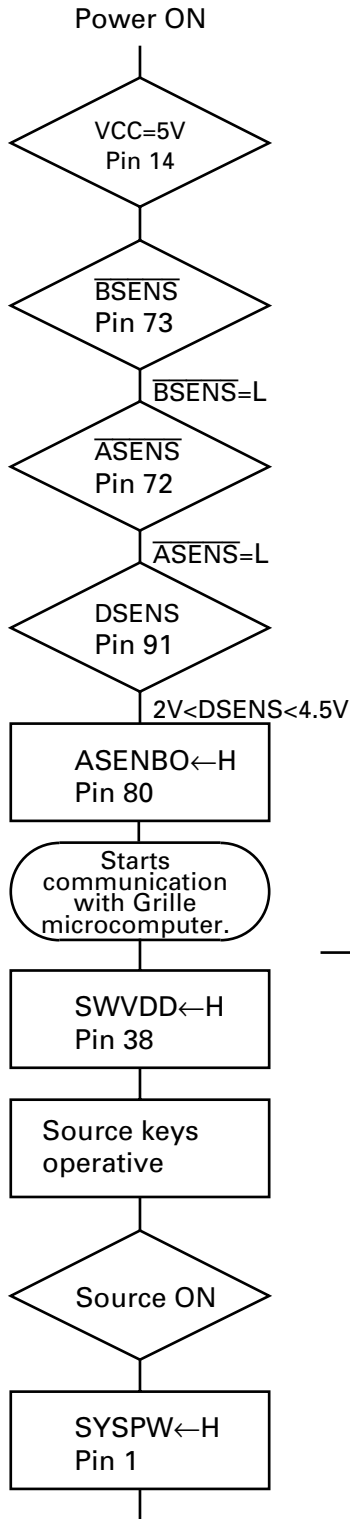 Power ON
VCC=5V
Pin 14
BSENS
Pin 73
BSENS=L
ASENS
Pin 72
ASENS=L
DSENS
Pin 91
2V<DSENS<4.5V
ASENBO←H
Pin 80
Starts
communication
with Grille
microcomputer.
SWVDD←H
Pin 38
Source keys
operative
Source ON
SYSPW←H
Pin 1